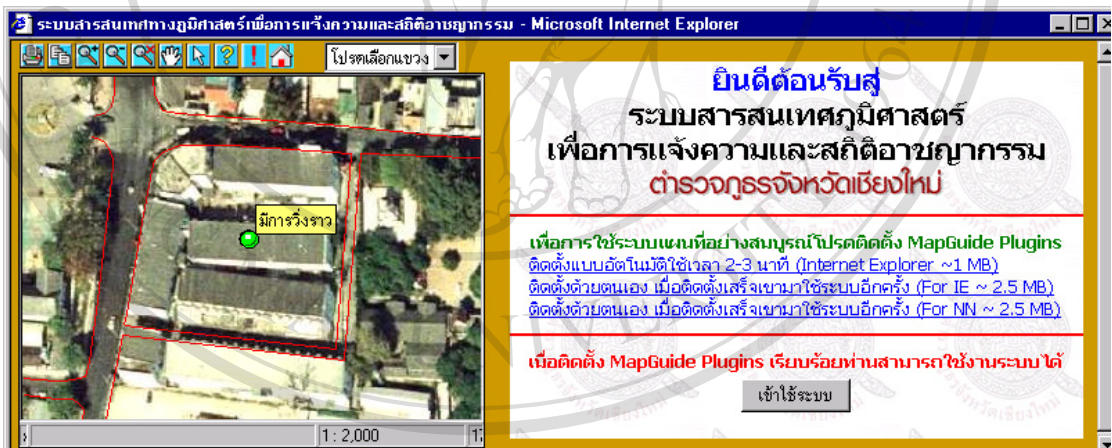 ระบบสารสนเทศทางภูมิศาสตร์เพื่อการแจ้งความและสถิติอาชญากรรม - Microsoft Internet Explorer
โปรดเลือกแขวง
มีการวิ่งราว
1 : 2,000
ยินดีต้อนรับสู่
ระบบสารสนเทศภูมิศาสตร์
เพื่อการแจ้งความและสถิติอาชญากรรม
ตำรวจภูธรจังหวัดเชียงใหม่
เพื่อการใช้ระบบแผนที่อย่างสมบูรณ์โปรดติดตั้ง MapGuide Plugins
ติดตั้งแบบอัตโนมัติใช้เวลา 2-3 นาที (Internet Explorer ~1 MB)
ติดตั้งด้วยตนเอง เมื่อติดตั้งเสร็จเข้ามาใช้ระบบอีกครั้ง (For IE ~ 2.5 MB)
ติดตั้งด้วยตนเอง เมื่อติดตั้งเสร็จเข้ามาใช้ระบบอีกครั้ง (For NN ~ 2.5 MB)
เมื่อติดตั้ง MapGuide Plugins เรียบร้อยท่านสามารถใช้งานระบบได้
เข้าใช้ระบบ